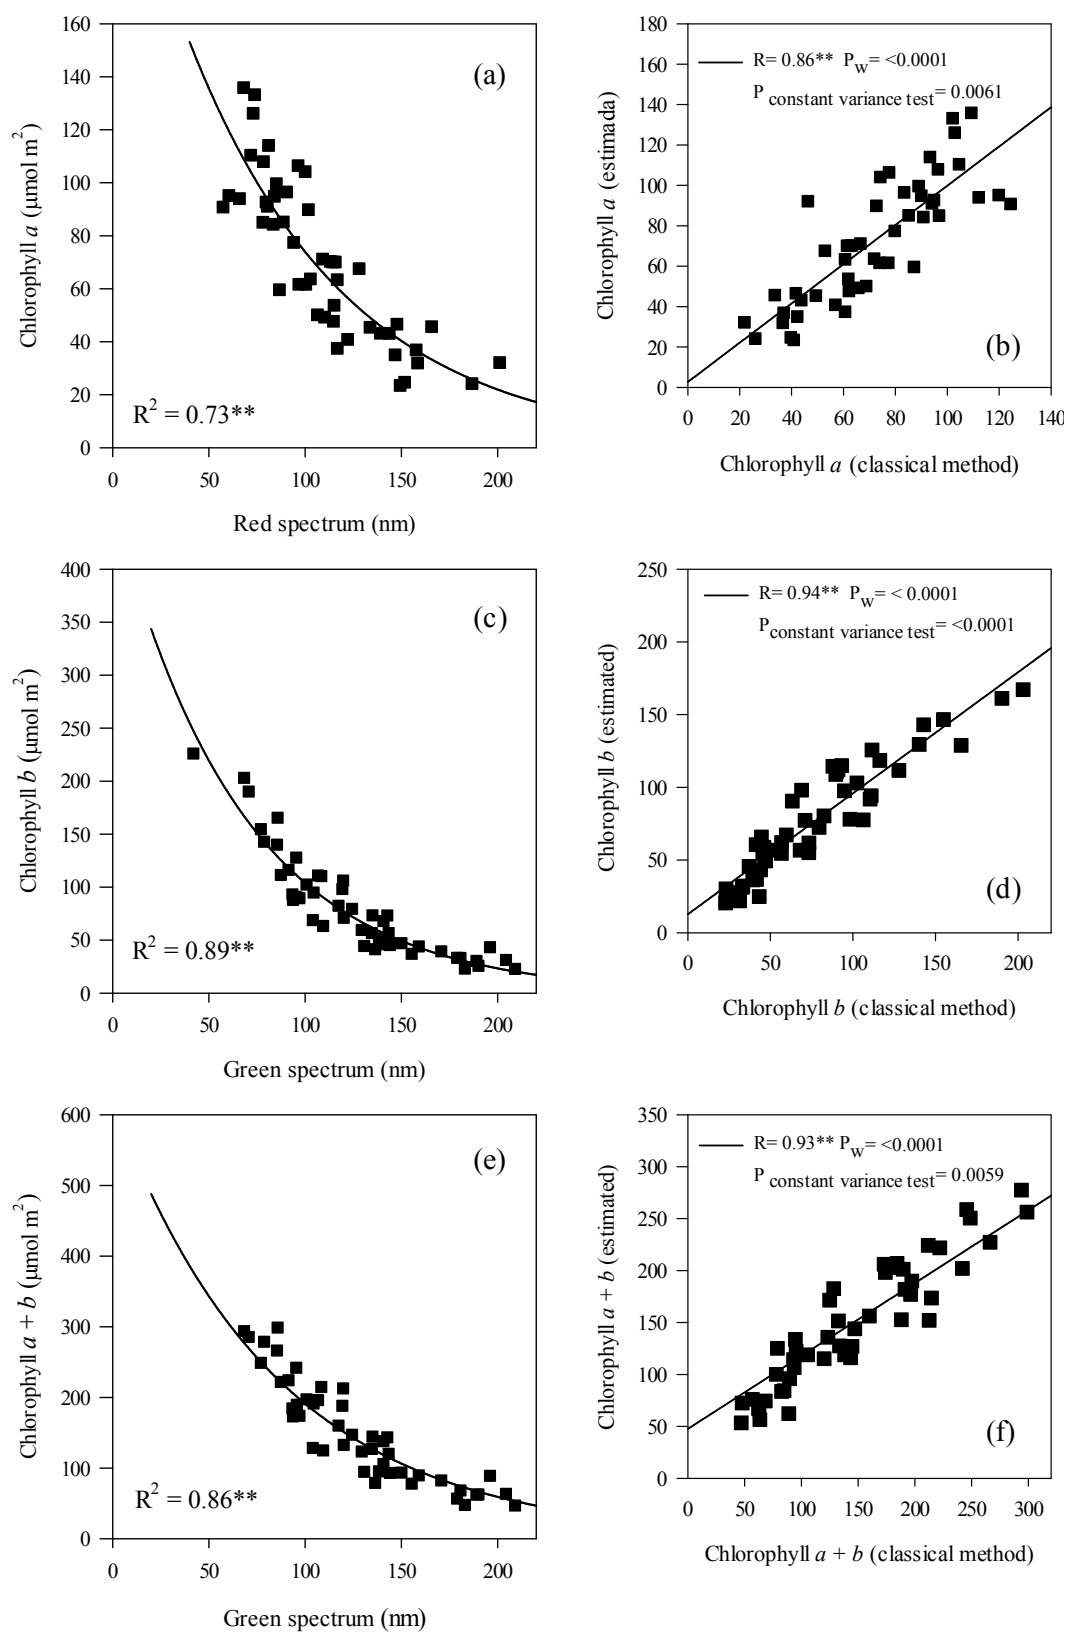 160
140
120
100
80
60
40
20
0
0 50 100 150 200
Chlorophyll a (μmol m²)
Red spectrum (nm)
(a)
R² = 0.73**
180
160
140
120
100
80
60
40
20
0
0 20 40 60 80 100 120 140
Chlorophyll a (estimada)
Chlorophyll a (classical method)
R= 0.86** Pw= <0.0001
P constant variance test= 0.0061
(b)
400
350
300
250
200
150
100
50
0
0 50 100 150 200
Chlorophyll b (μmol m²)
Green spectrum (nm)
(c)
R² = 0.89**
250
200
150
100
50
0
0 50 100 150 200
Chlorophyll b (estimated)
Chlorophyll b (classical method)
R= 0.94** Pw= < 0.0001
Pconstant variance test= <0.0001
(d)
600
500
400
300
200
100
0
0 50 100 150 200
Chlorophyll a + b (μmol m²)
Green spectrum (nm)
(e)
R² = 0.86**
350
300
250
200
150
100
50
0
0 50 100 150 200 250 300
Chlorophyll a + b (estimated)
Chlorophyll a + b (classical method)
R= 0.93** Pw= <0.0001
P constant variance test= 0.0059
(f)